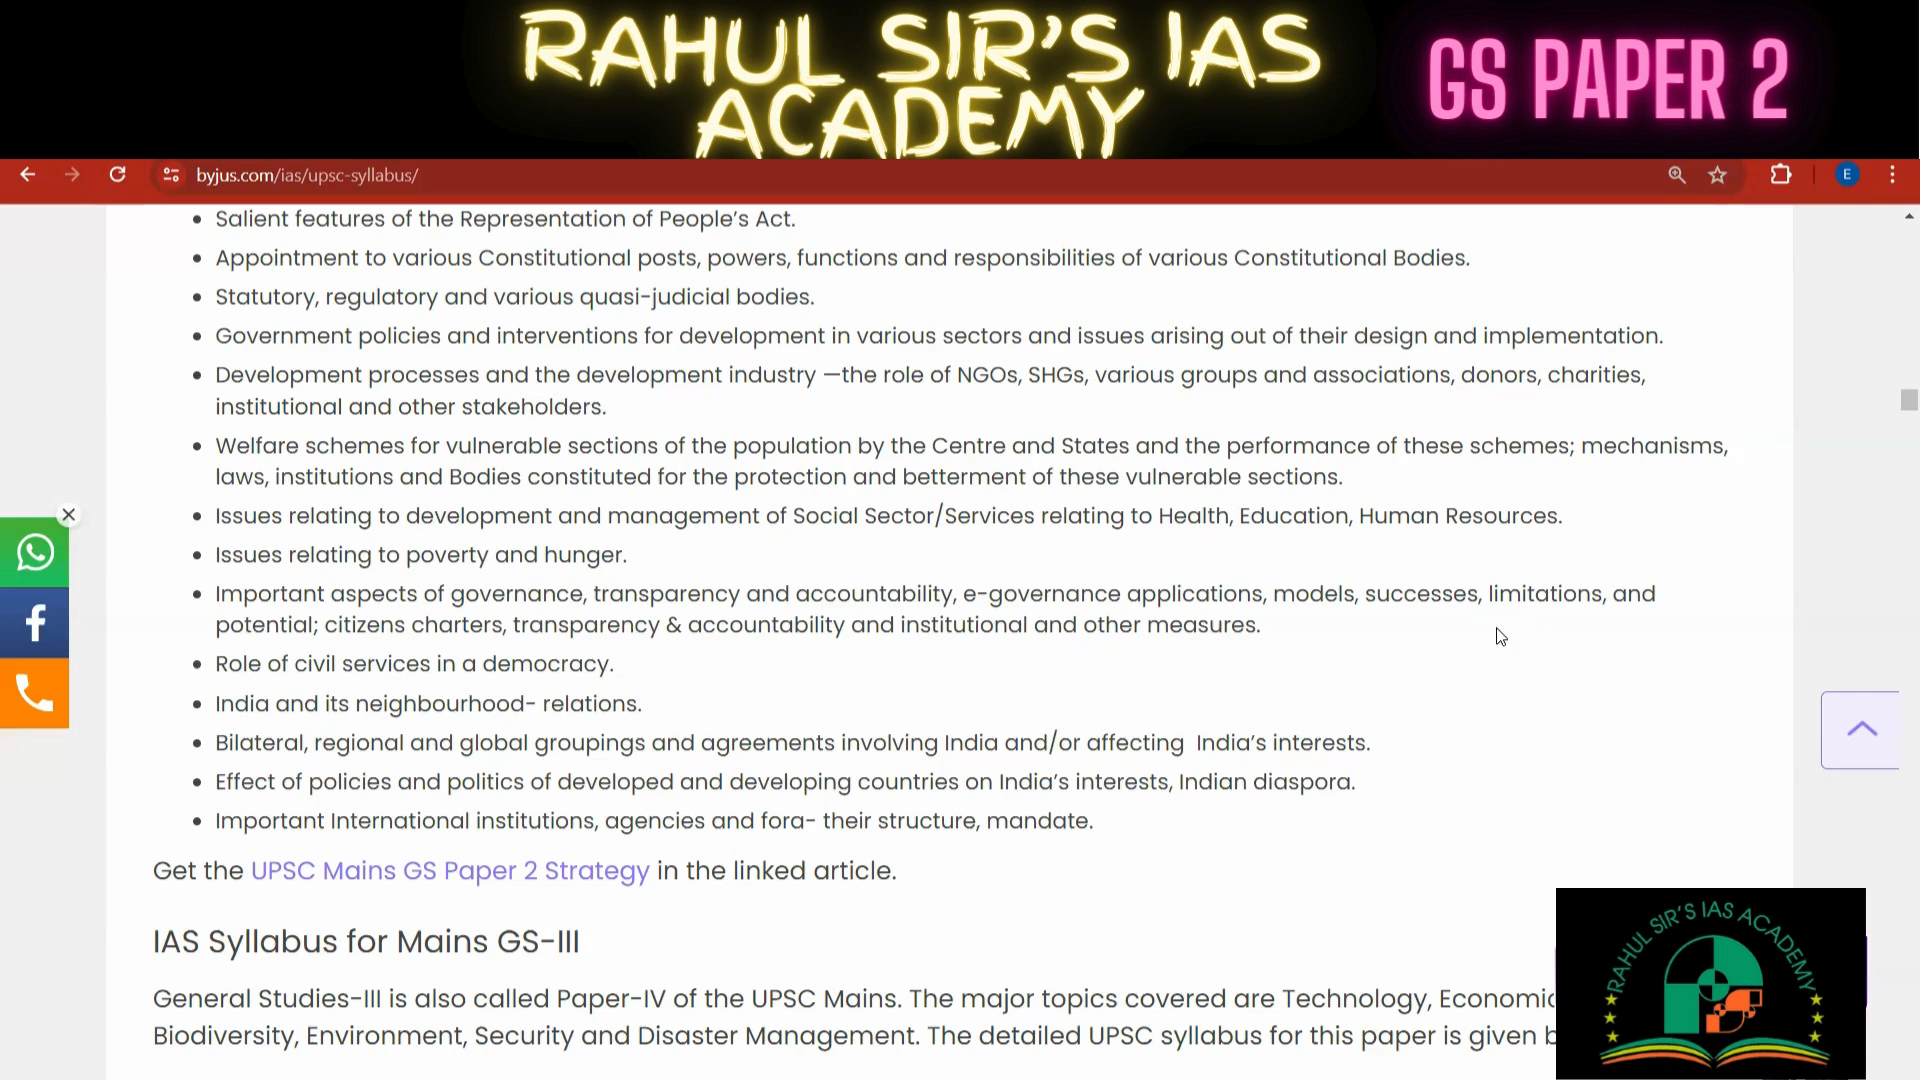 RAHUL SIR'S IAS
ACADEMY
GS PAPER 2
byjus.com/ias/upsc-syllabus/
E
• Salient features of the Representation of People’s Act.
• Appointment to various Constitutional posts, powers, functions and responsibilities of various Constitutional Bodies.
• Statutory, regulatory and various quasi-judicial bodies.
• Government policies and interventions for development in various sectors and issues arising out of their design and implementation.
• Development processes and the development industry —the role of NGOs, SHGs, various groups and associations, donors, charities,
institutional and other stakeholders.
• Welfare schemes for vulnerable sections of the population by the Centre and States and the performance of these schemes; mechanisms,
laws, institutions and Bodies constituted for the protection and betterment of these vulnerable sections.
• Issues relating to development and management of Social Sector/Services relating to Health, Education, Human Resources.
• Issues relating to poverty and hunger.
• Important aspects of governance, transparency and accountability, e-governance applications, models, successes, limitations, and
potential; citizens charters, transparency & accountability and institutional and other measures.
• Role of civil services in a democracy.
• India and its neighbourhood- relations.
• Bilateral, regional and global groupings and agreements involving India and/or affecting  India’s interests.
• Effect of policies and politics of developed and developing countries on India’s interests, Indian diaspora.
• Important International institutions, agencies and fora- their structure, mandate.
Get the UPSC Mains GS Paper 2 Strategy in the linked article.
IAS Syllabus for Mains GS-III
General Studies-III is also called Paper-IV of the UPSC Mains. The major topics covered are Technology, Economic
Biodiversity, Environment, Security and Disaster Management. The detailed UPSC syllabus for this paper is given b
RAHUL SIR'S IAS ACADEMY